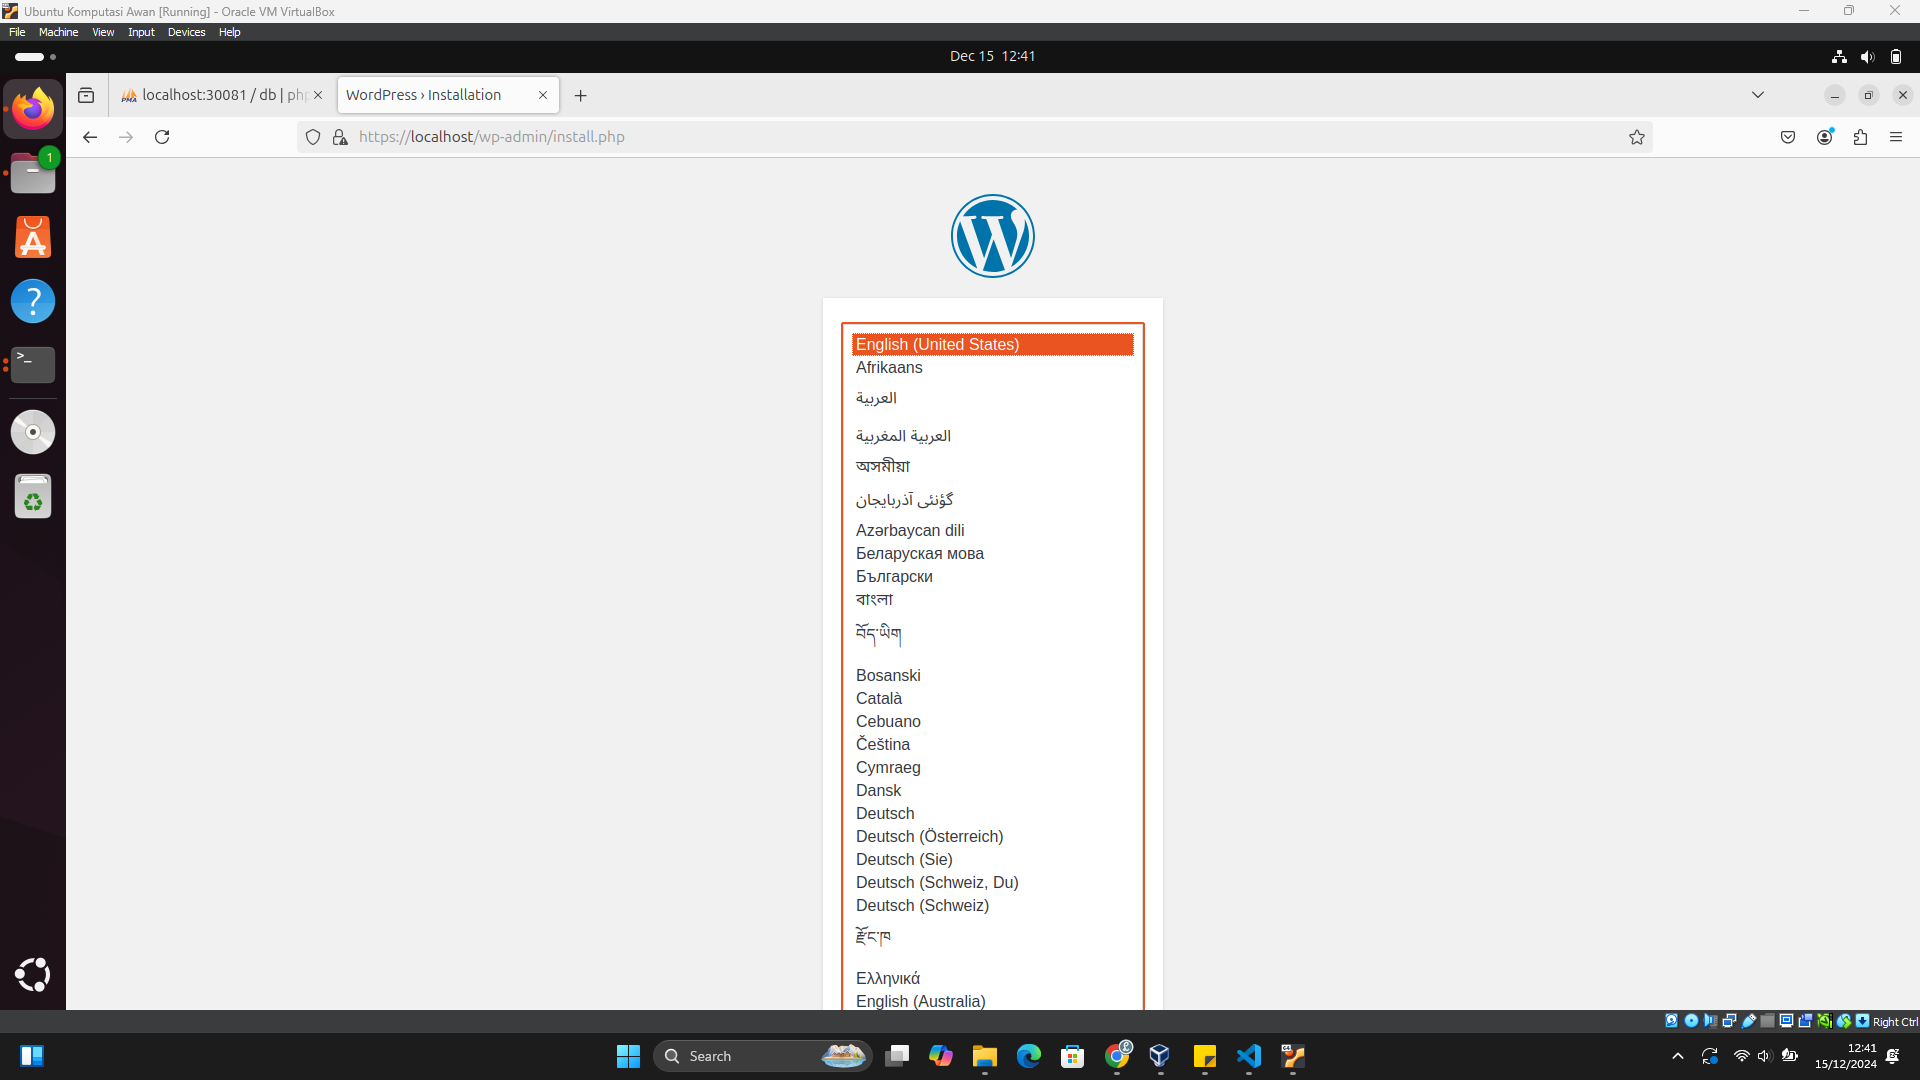 Ubuntu Komputasi Awan [Running] - Oracle VM VirtualBox
File Machine View Input Devices Help
Dec 15 12:41
localhost:30081 / db | php
WordPress › Installation
https://localhost/wp-admin/install.php
1
English (United States)
Afrikaans
العربية
العربية المغربية
অসমীয়া
گؤنئی آذربایجان
Azərbaycan dili
Беларуская мова
Български
বাংলা
བོད་ཡིག
Bosanski
Català
Cebuano
Čeština
Cymraeg
Dansk
Deutsch
Deutsch (Österreich)
Deutsch (Sie)
Deutsch (Schweiz, Du)
Deutsch (Schweiz)
རྫོང་ཁ
Ελληνικά
English (Australia)
Right Ctrl
Search
12:41
15/12/2024